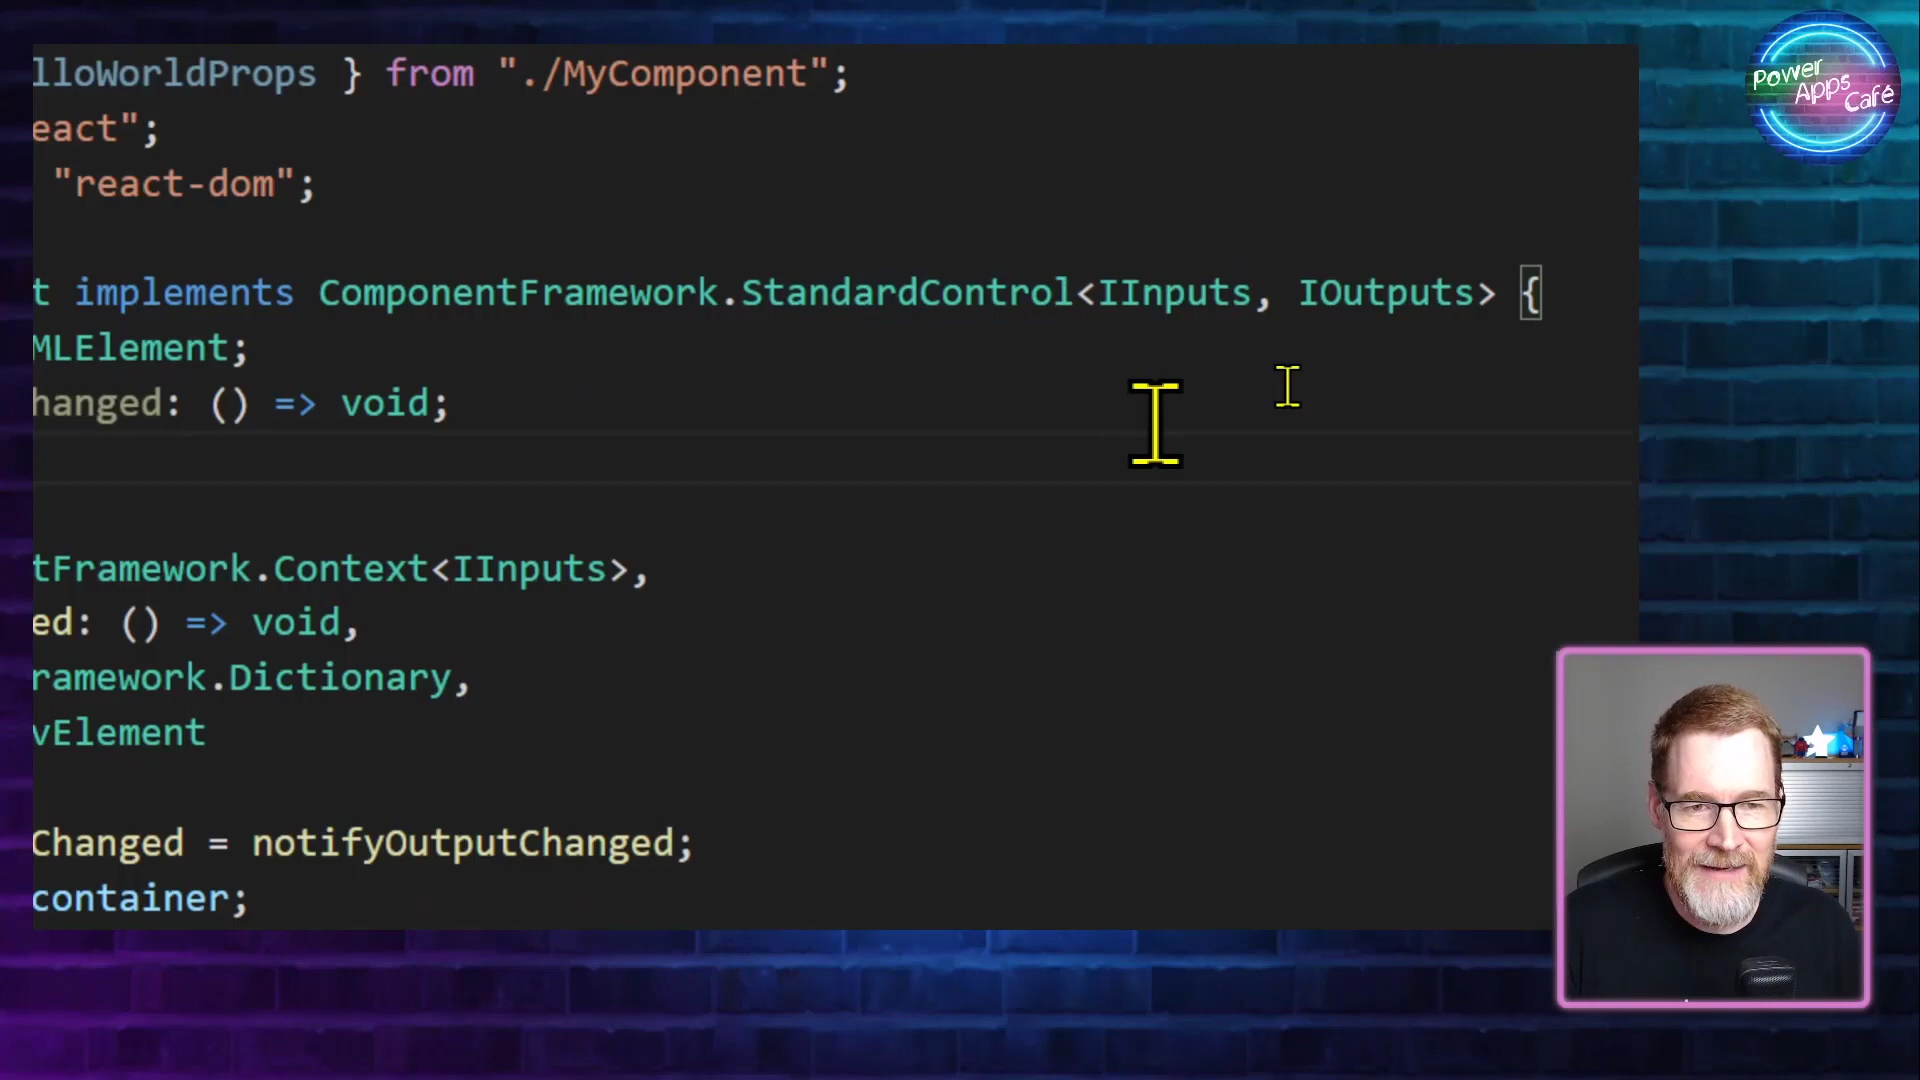 lloWorldProps } from "./MyComponent";
eact";
"react-dom";
t implements ComponentFramework.StandardControl<IInputs, IOutputs> {
MLElement;
hanged: () => void;
tFramework.Context<IInputs>,
ed: () => void,
ramework.Dictionary,
vElement
Changed = notifyOutputChanged;
container;
Power
Apps
Café